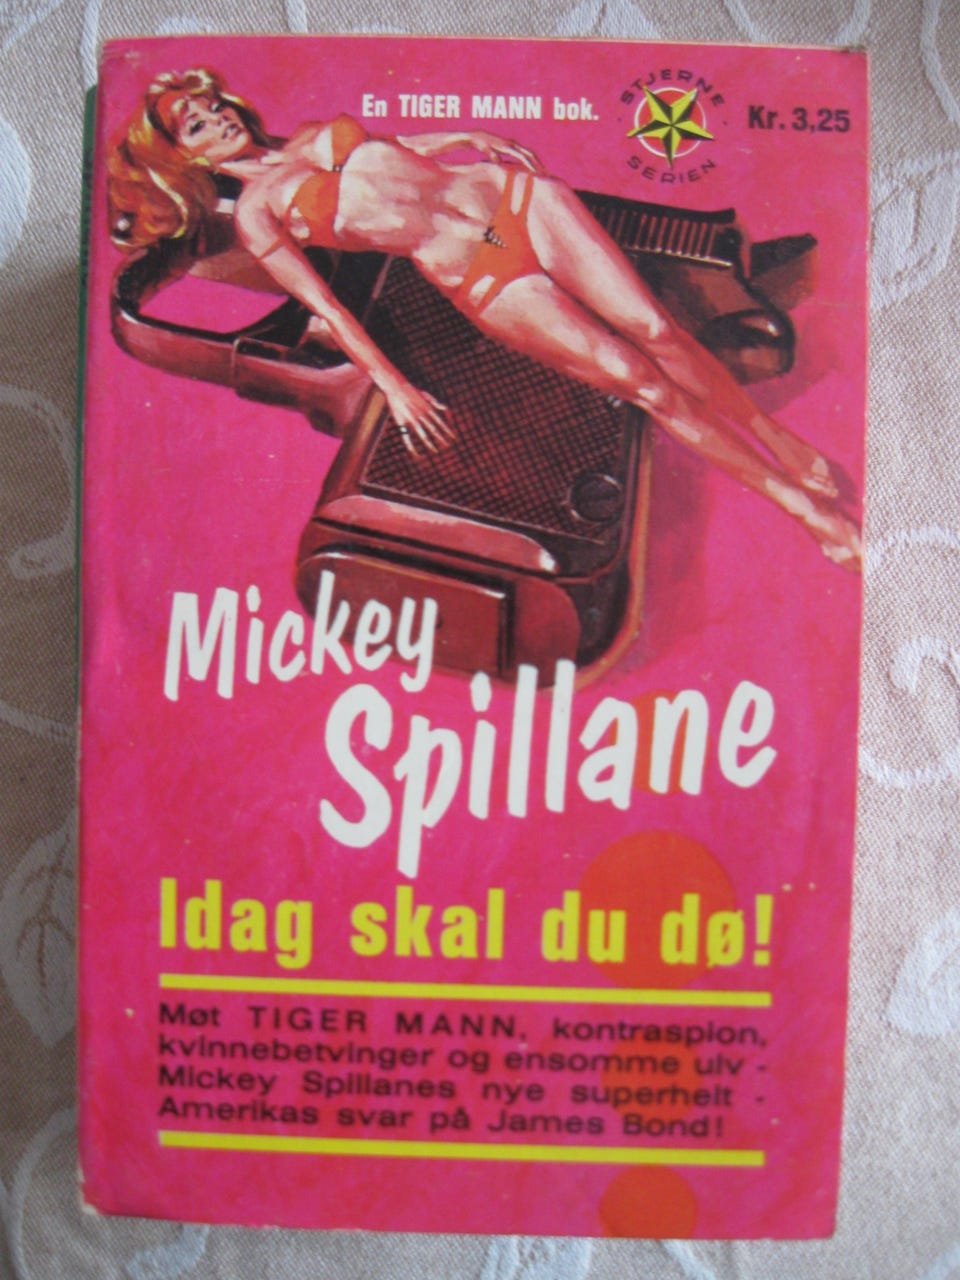 En TIGER MANN bok.
STJERNE
SERIEN
Kr. 3,25
Mickey
Spillane
Idag skal du dø!
Møt TIGER MANN, kontraspion,
kvinnebetvinger og ensomme ulv -
Mickey Spillanes nye superhelt -
Amerikas svar på James Bond!